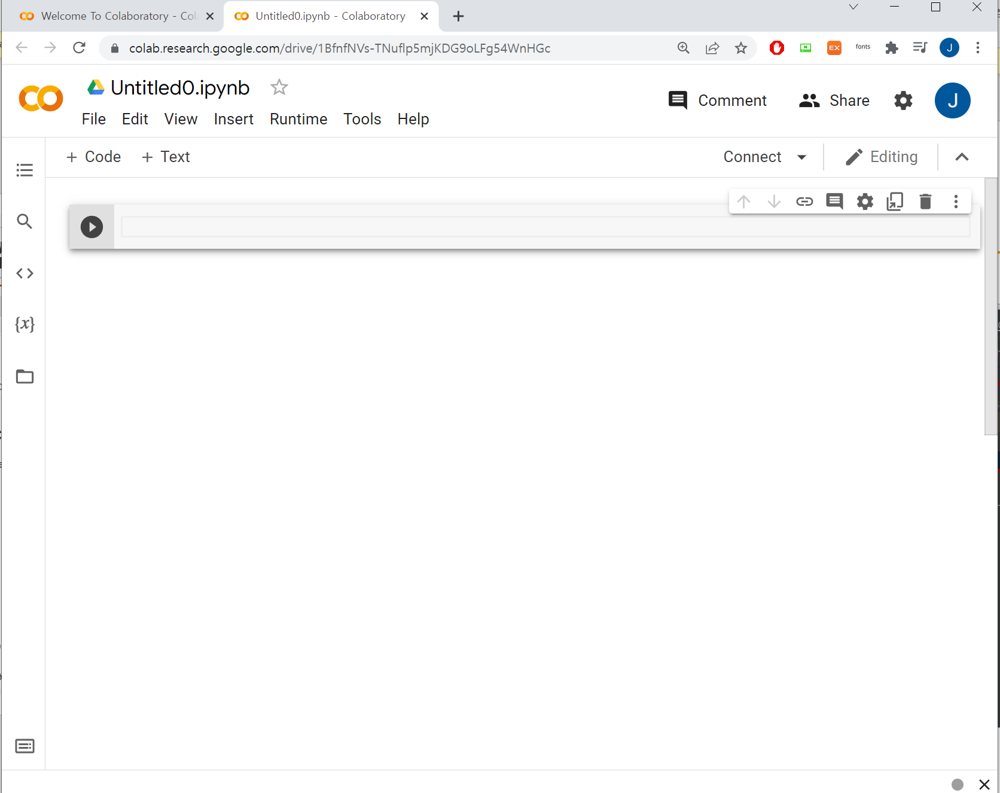 Welcome To Colaboratory - Col
Untitled0.ipynb - Colaboratory
colab.research.google.com/drive/1BfnfNVs-TNuflp5mjKDG9oLFg54WnHGc
EX
fonts
J
Untitled0.ipynb
File Edit View Insert Runtime Tools Help
Comment
Share
J
+ Code + Text
Connect
Editing
{x}